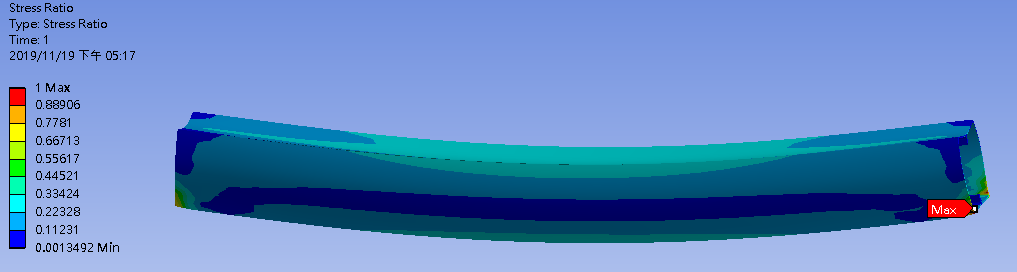 Stress Ratio
Type: Stress Ratio
Time: 1
2019/11/19 下午 05:17
1 Max
0.88906
0.7781
0.66713
0.55617
0.44521
0.33424
0.22328
0.11231
0.0013492 Min
Max